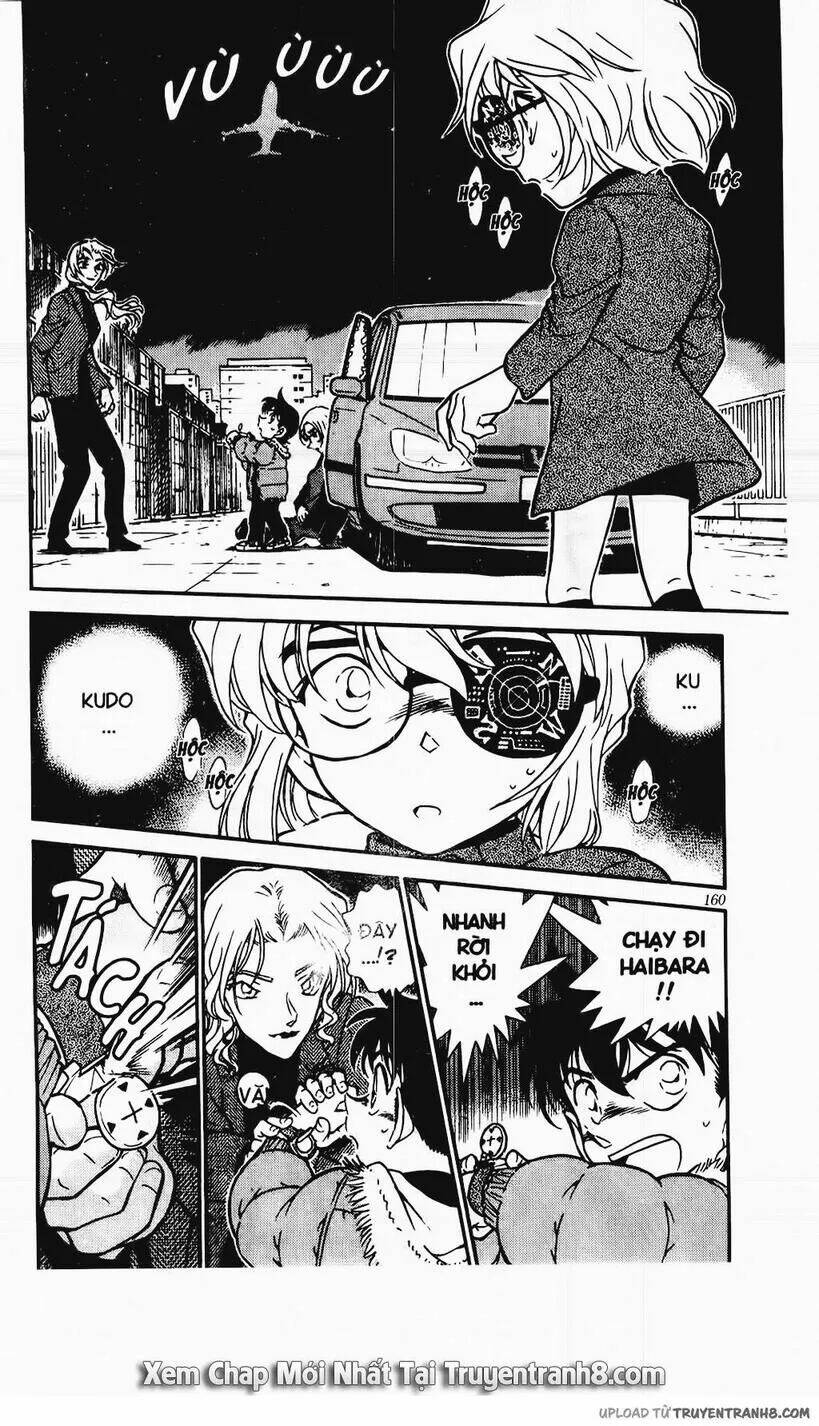 VÙ ÙÙÙ
HỘC
HỘC
HỘC
KU
...
KUDO
...
HỘC
HỘC
HỘC
160
CHẠY ĐI
HAIBARA
!!
NHANH
RỜI
KHỎI
...
ĐÂY
...!?
VÃ
TÁCH
Xem Chap Mới Nhất Tại Truyentranh8.com
UPLOAD TỪ TRUYENTRANH8.COM